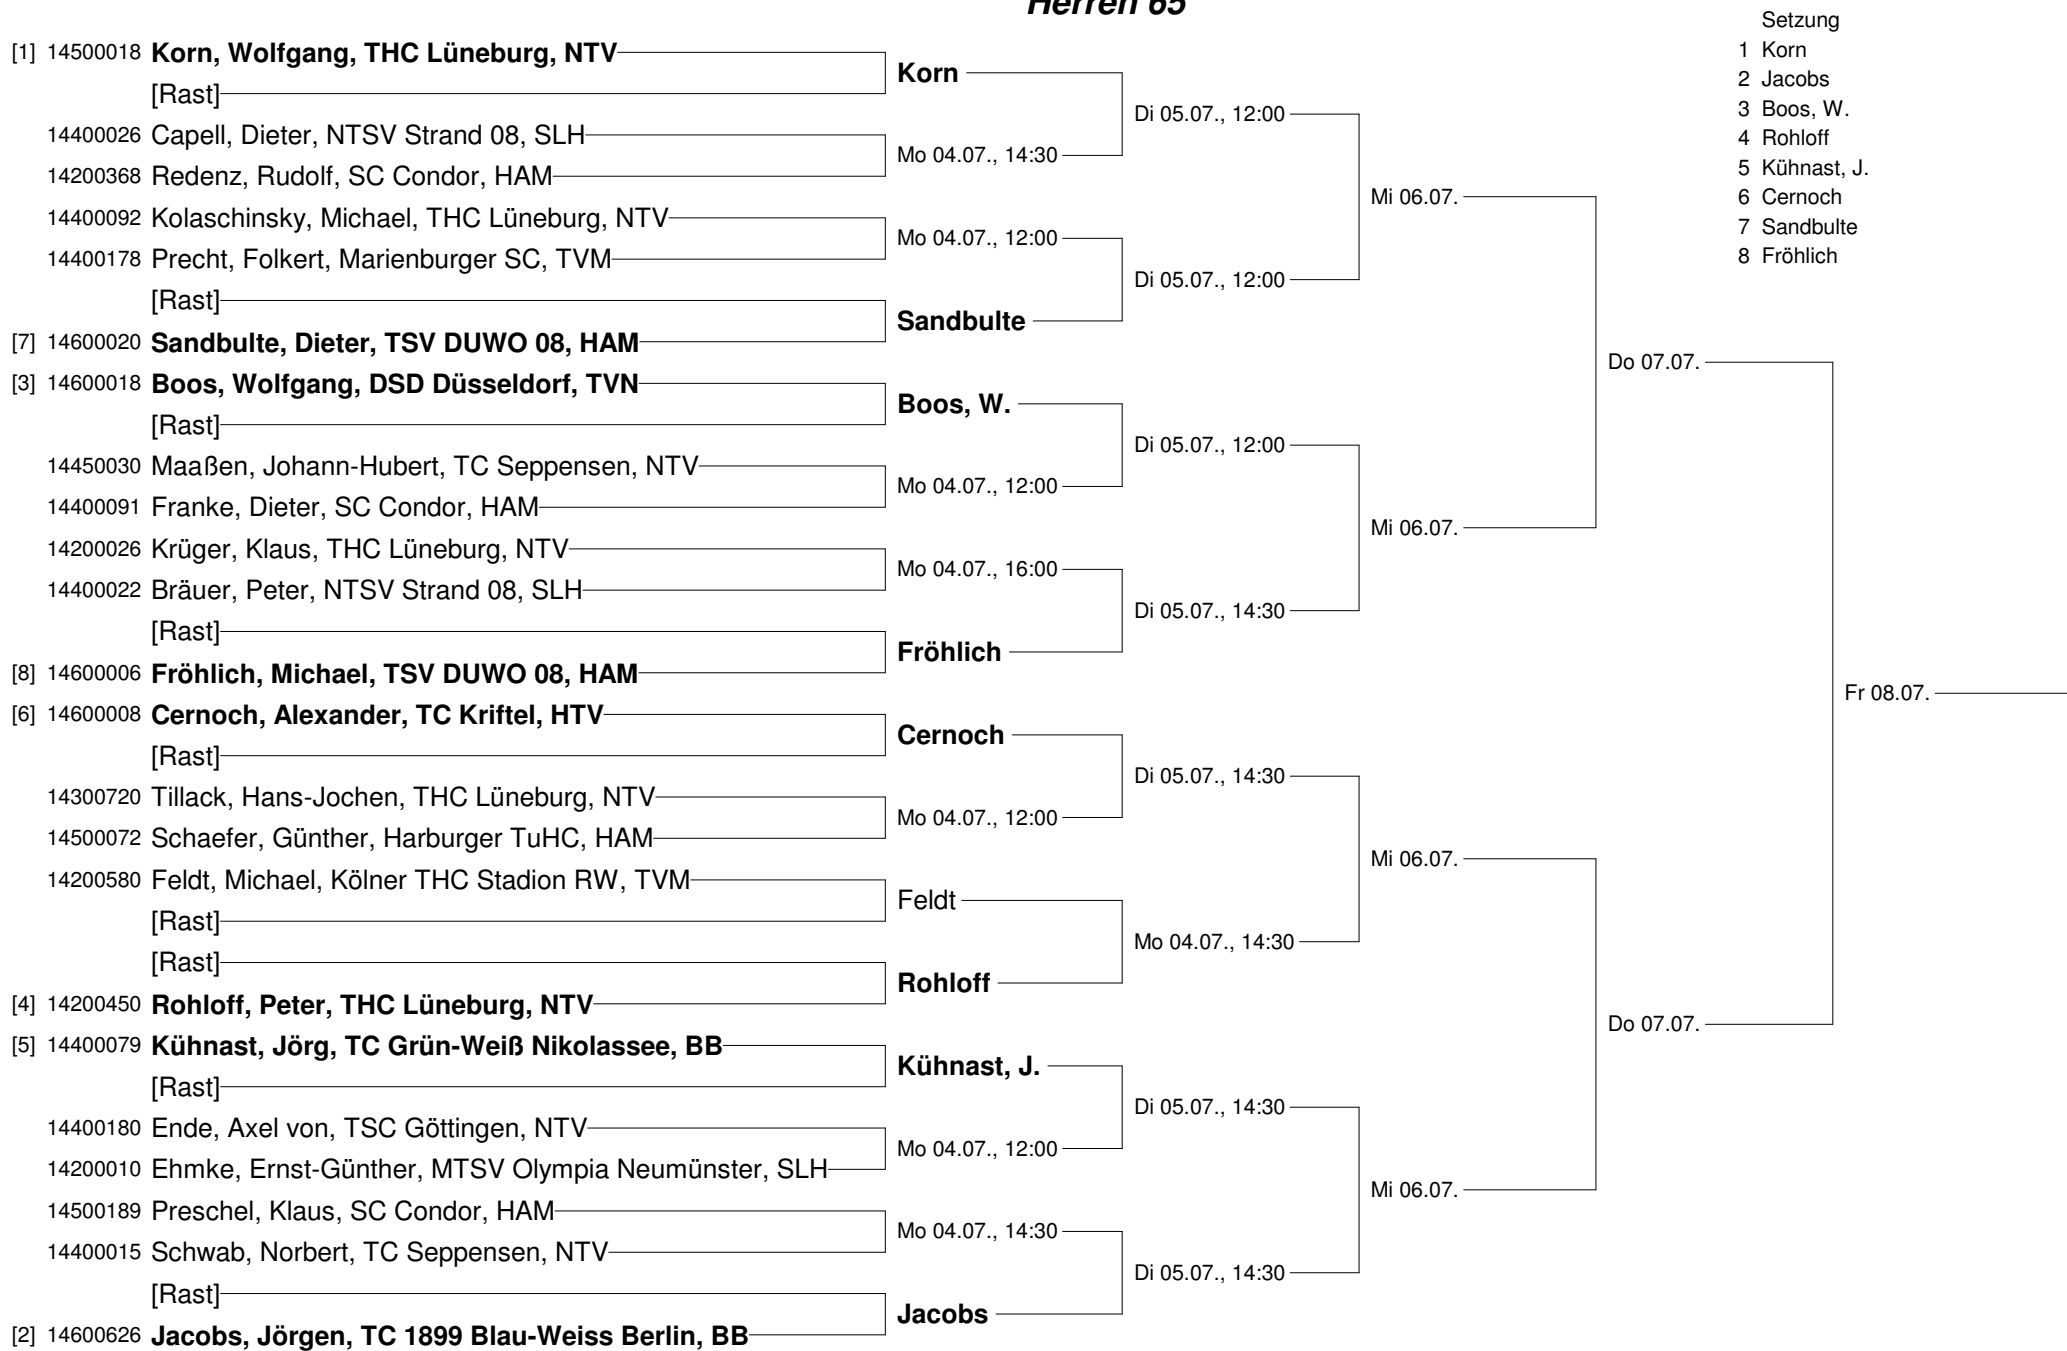 Herren 65
Setzung
1 Korn
2 Jacobs
3 Boos, W.
4 Rohloff
5 Kühnast, J.
6 Cernoch
7 Sandbulte
8 Fröhlich
[1] 14500018 Korn, Wolfgang, THC Lüneburg, NTV
[Rast]
14400026 Capell, Dieter, NTSV Strand 08, SLH
14200368 Redenz, Rudolf, SC Condor, HAM
14400092 Kolaschinsky, Michael, THC Lüneburg, NTV
14400178 Precht, Folkert, Marienburger SC, TVM
[Rast]
[7] 14600020 Sandbulte, Dieter, TSV DUWO 08, HAM
[3] 14600018 Boos, Wolfgang, DSD Düsseldorf, TVN
[Rast]
14450030 Maaßen, Johann-Hubert, TC Seppensen, NTV
14400091 Franke, Dieter, SC Condor, HAM
14200026 Krüger, Klaus, THC Lüneburg, NTV
14400022 Bräuer, Peter, NTSV Strand 08, SLH
[Rast]
[8] 14600006 Fröhlich, Michael, TSV DUWO 08, HAM
[6] 14600008 Cernoch, Alexander, TC Kriftel, HTV
[Rast]
14300720 Tillack, Hans-Jochen, THC Lüneburg, NTV
14500072 Schaefer, Günther, Harburger TuHC, HAM
14200580 Feldt, Michael, Kölner THC Stadion RW, TVM
[Rast]
[Rast]
[4] 14200450 Rohloff, Peter, THC Lüneburg, NTV
[5] 14400079 Kühnast, Jörg, TC Grün-Weiß Nikolassee, BB
[Rast]
14400180 Ende, Axel von, TSC Göttingen, NTV
14200010 Ehmke, Ernst-Günther, MTSV Olympia Neumünster, SLH
14500189 Preschel, Klaus, SC Condor, HAM
14400015 Schwab, Norbert, TC Seppensen, NTV
[Rast]
[2] 14600626 Jacobs, Jörgen, TC 1899 Blau-Weiss Berlin, BB
Korn
Mo 04.07., 14:30
Mo 04.07., 12:00
Sandbulte
Boos, W.
Mo 04.07., 12:00
Mo 04.07., 16:00
Fröhlich
Cernoch
Mo 04.07., 12:00
Feldt
Rohloff
Kühnast, J.
Mo 04.07., 12:00
Mo 04.07., 14:30
Jacobs
Di 05.07., 12:00
Di 05.07., 12:00
Di 05.07., 12:00
Di 05.07., 14:30
Di 05.07., 14:30
Mo 04.07., 14:30
Di 05.07., 14:30
Di 05.07., 14:30
Mi 06.07.
Mi 06.07.
Mi 06.07.
Mi 06.07.
Do 07.07.
Do 07.07.
Fr 08.07.